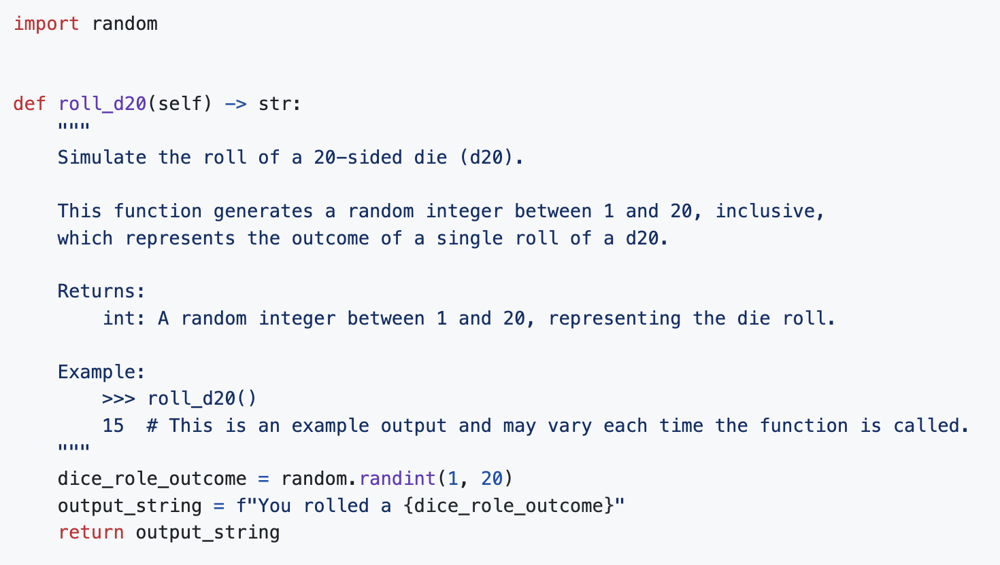 import random
def roll_d20(self) -> str:
    """
    Simulate the roll of a 20-sided die (d20).
    This function generates a random integer between 1 and 20, inclusive,
    which represents the outcome of a single roll of a d20.
    Returns:
        int: A random integer between 1 and 20, representing the die roll.
    Example:
        >>> roll_d20()
        15  # This is an example output and may vary each time the function is called.
    """
    dice_role_outcome = random.randint(1, 20)
    output_string = f"You rolled a {dice_role_outcome}"
    return output_string